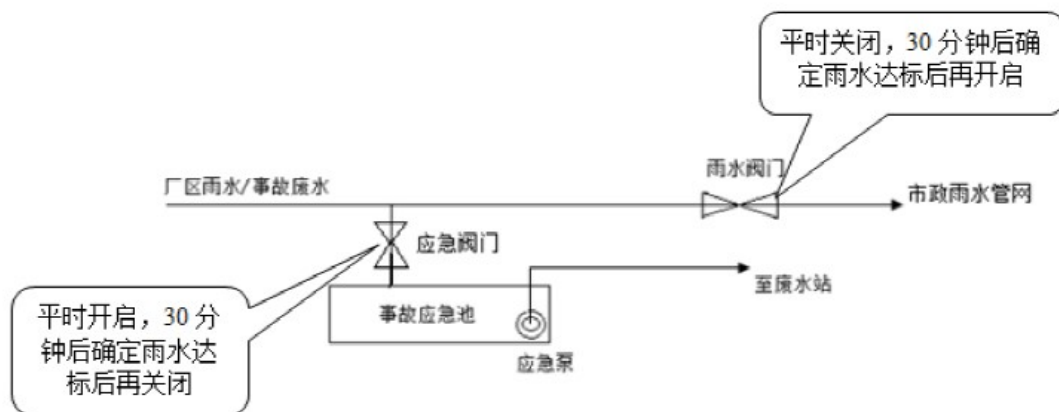 平时关闭，30 分钟后确
定雨水达标后再开启
雨水阀门
厂区雨水/事故废水
市政雨水管网
应急阀门
至废水站
平时开启，30 分
钟后确定雨水达
标后再关闭
事故应急池
应急泵